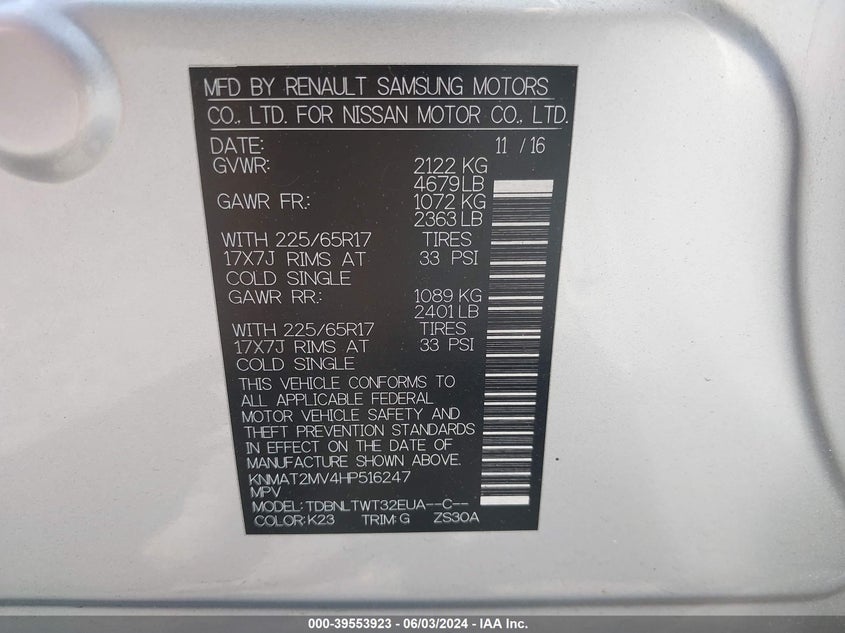 MFD BY RENAULT SAMSUNG MOTORS
CO., LTD. FOR NISSAN MOTOR CO., LTD.
DATE: 11 / 16
GVWR: 2122 KG
4679 LB
GAWR FR.: 1072 KG
2363 LB
WITH 225/65R17 TIRES
17X7J RIMS AT 33 PSI
COLD SINGLE
GAWR RR.: 1089 KG
2401 LB
WITH 225/65R17 TIRES
17X7J RIMS AT 33 PSI
COLD SINGLE
THIS VEHICLE CONFORMS TO
ALL APPLICABLE FEDERAL
MOTOR VEHICLE SAFETY AND
THEFT PREVENTION STANDARDS
IN EFFECT ON THE DATE OF
MANUFACTURE SHOWN ABOVE.
KNMAT2MV4HP516247
MPV
MODEL: TDBNLTWT32EUA--C--
COLOR: K23 TRIM: G ZS30A
000-39553923 - 06/03/2024 - IAA Inc.